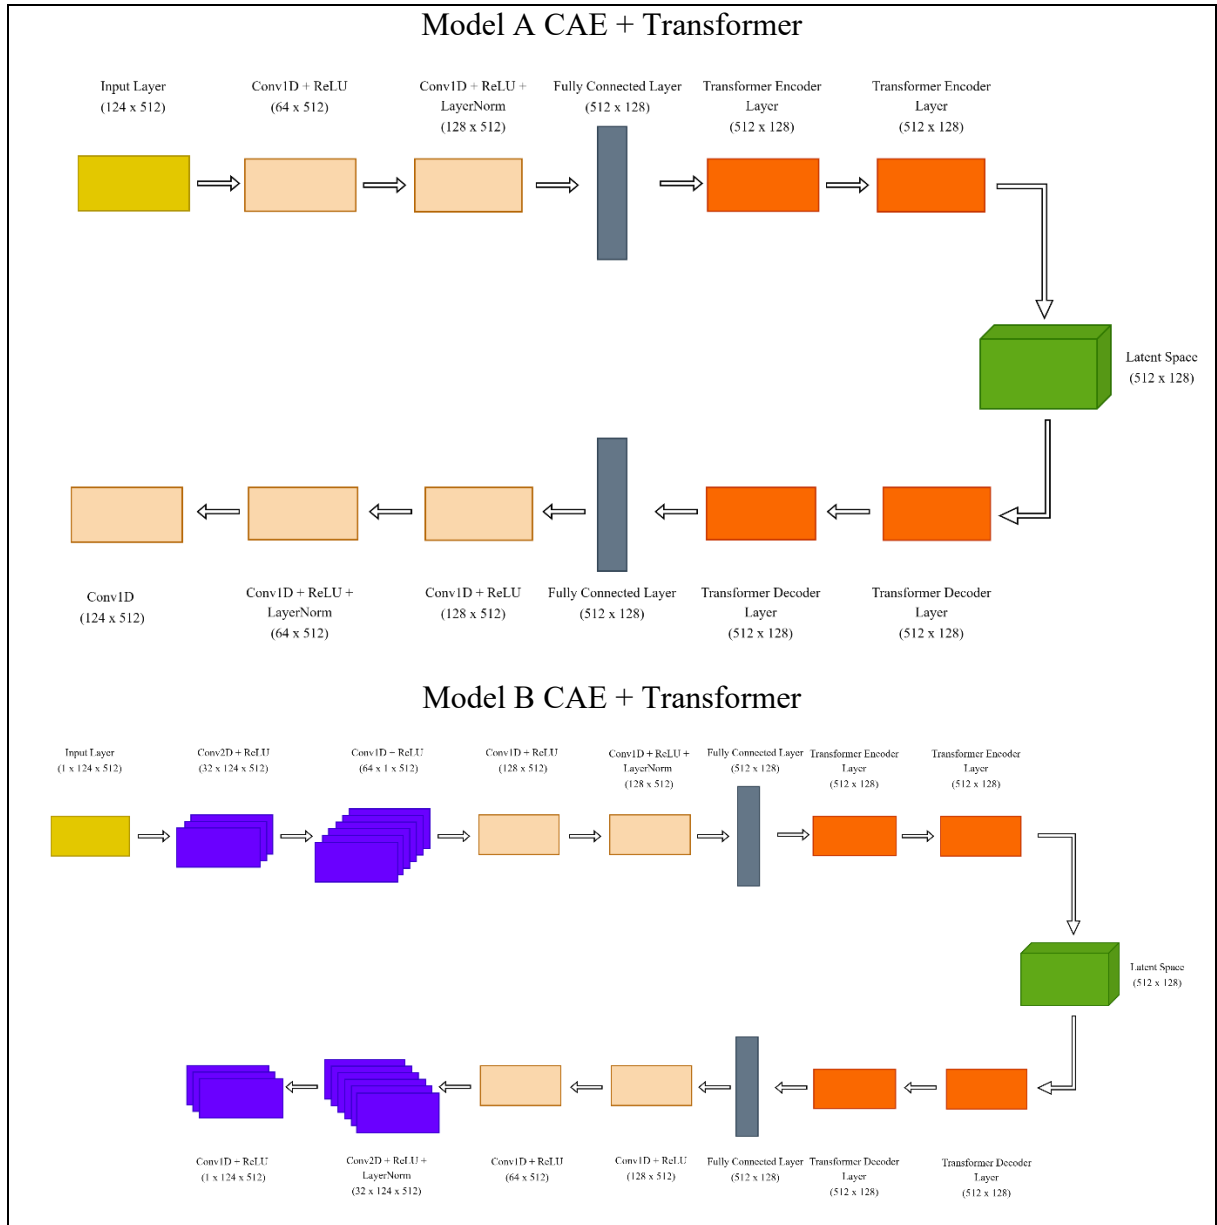 Model A CAE + Transformer
Input Layer
(124 x 512)
Conv1D + ReLU
(64 x 512)
Conv1D + ReLU +
LayerNorm
(128 x 512)
Fully Connected Layer
(512 x 128)
Transformer Encoder
Layer
(512 x 128)
Transformer Encoder
Layer
(512 x 128)
Latent Space
(512 x 128)
Conv1D
(124 x 512)
Conv1D + ReLU +
LayerNorm
(64 x 512)
Conv1D + ReLU
(128 x 512)
Fully Connected Layer
(512 x 128)
Transformer Decoder
Layer
(512 x 128)
Transformer Decoder
Layer
(512 x 128)
Model B CAE + Transformer
Input Layer
(1 x 124 x 512)
Conv2D + ReLU
(32 x 124 x 512)
Conv1D + ReLU
(64 x 1 x 512)
Conv1D + ReLU
(128 x 512)
Conv1D + ReLU +
LayerNorm
(128 x 512)
Fully Connected Layer
(512 x 128)
Transformer Encoder
Layer
(512 x 128)
Transformer Encoder
Layer
(512 x 128)
Latent Space
(512 x 128)
Conv1D + ReLU
(1 x 124 x 512)
Conv2D + ReLU +
LayerNorm
(32 x 124 x 512)
Conv1D + ReLU
(64 x 512)
Conv1D + ReLU
(128 x 512)
Fully Connected Layer
(512 x 128)
Transformer Decoder
Layer
(512 x 128)
Transformer Decoder
Layer
(512 x 128)